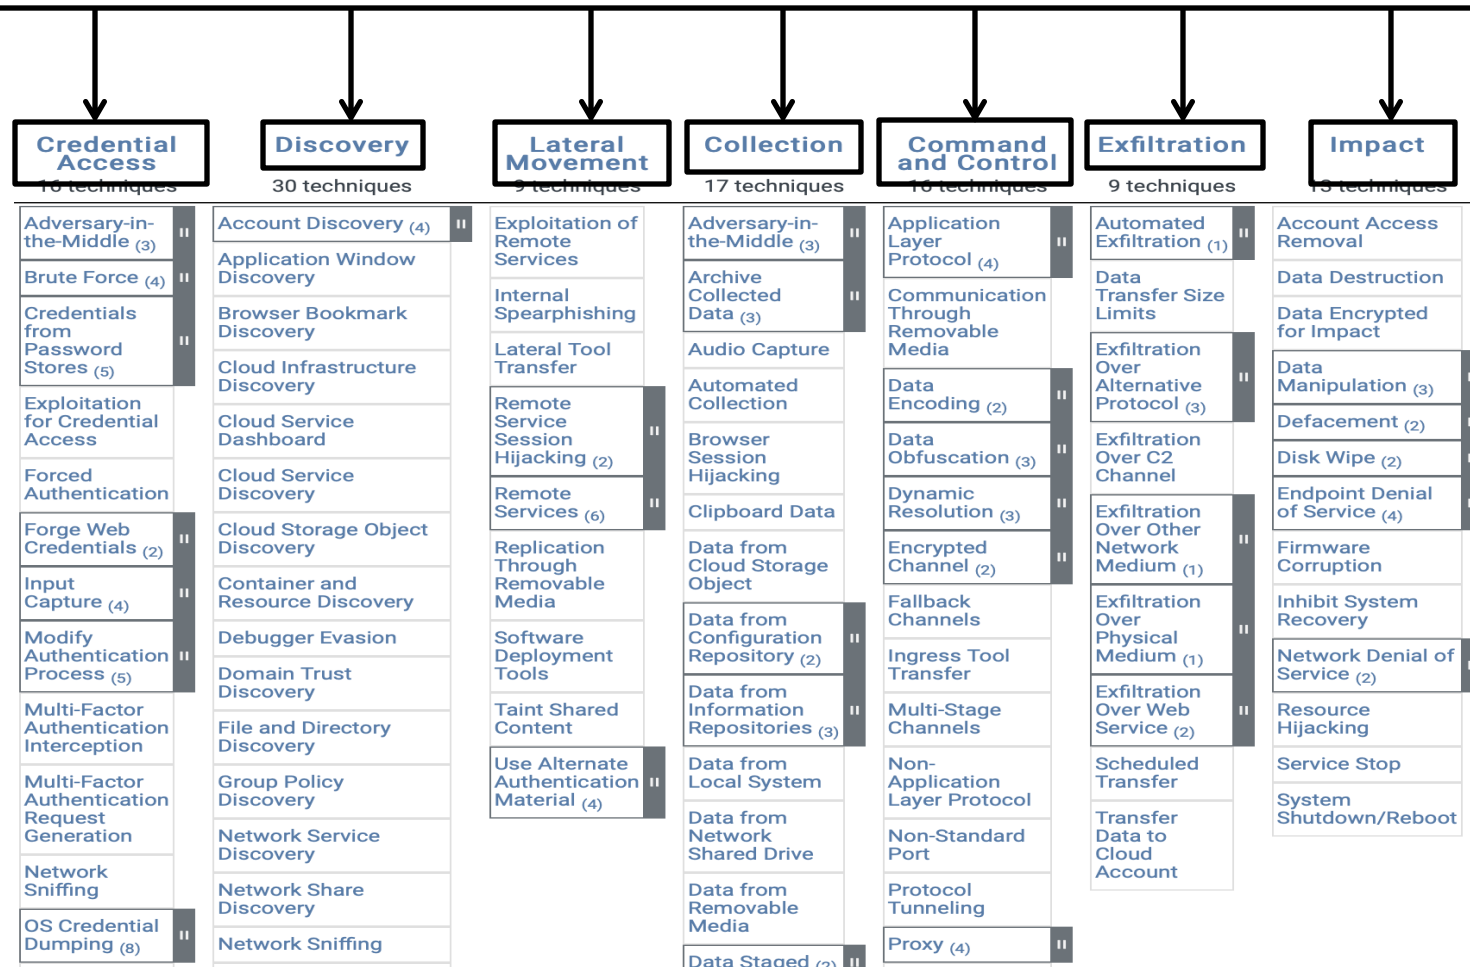 Credential
Access
16 techniques
Adversary-in-
the-Middle (3)
Brute Force (4)
Credentials
from
Password
Stores (5)
Exploitation
for Credential
Access
Forced
Authentication
Forge Web
Credentials (2)
Input
Capture (4)
Modify
Authentication
Process (5)
Multi-Factor
Authentication
Interception
Multi-Factor
Authentication
Request
Generation
Network
Sniffing
OS Credential
Dumping (8)
Discovery
30 techniques
Account Discovery (4)
Application Window
Discovery
Browser Bookmark
Discovery
Cloud Infrastructure
Discovery
Cloud Service
Dashboard
Cloud Service
Discovery
Cloud Storage Object
Discovery
Container and
Resource Discovery
Debugger Evasion
Domain Trust
Discovery
File and Directory
Discovery
Group Policy
Discovery
Network Service
Discovery
Network Share
Discovery
Network Sniffing
Lateral
Movement
9 techniques
Exploitation of
Remote
Services
Internal
Spearphishing
Lateral Tool
Transfer
Remote
Service
Session
Hijacking (2)
Remote
Services (6)
Replication
Through
Removable
Media
Software
Deployment
Tools
Taint Shared
Content
Use Alternate
Authentication
Material (4)
Collection
17 techniques
Adversary-in-
the-Middle (3)
Archive
Collected
Data (3)
Audio Capture
Automated
Collection
Browser
Session
Hijacking
Clipboard Data
Data from
Cloud Storage
Object
Data from
Configuration
Repository (2)
Data from
Information
Repositories (3)
Data from
Local System
Data from
Network
Shared Drive
Data from
Removable
Media
Data Staged (2)
Command
and Control
16 techniques
Application
Layer
Protocol (4)
Communication
Through
Removable
Media
Data
Encoding (2)
Data
Obfuscation (3)
Dynamic
Resolution (3)
Encrypted
Channel (2)
Fallback
Channels
Ingress Tool
Transfer
Multi-Stage
Channels
Non-
Application
Layer Protocol
Non-Standard
Port
Protocol
Tunneling
Proxy (4)
Exfiltration
9 techniques
Automated
Exfiltration (1)
Data
Transfer Size
Limits
Exfiltration
Over
Alternative
Protocol (3)
Exfiltration
Over C2
Channel
Exfiltration
Over Other
Network
Medium (1)
Exfiltration
Over
Physical
Medium (1)
Exfiltration
Over Web
Service (2)
Scheduled
Transfer
Transfer
Data to
Cloud
Account
Impact
13 techniques
Account Access
Removal
Data Destruction
Data Encrypted
for Impact
Data
Manipulation (3)
Defacement (2)
Disk Wipe (2)
Endpoint Denial
of Service (4)
Firmware
Corruption
Inhibit System
Recovery
Network Denial of
Service (2)
Resource
Hijacking
Service Stop
System
Shutdown/Reboot